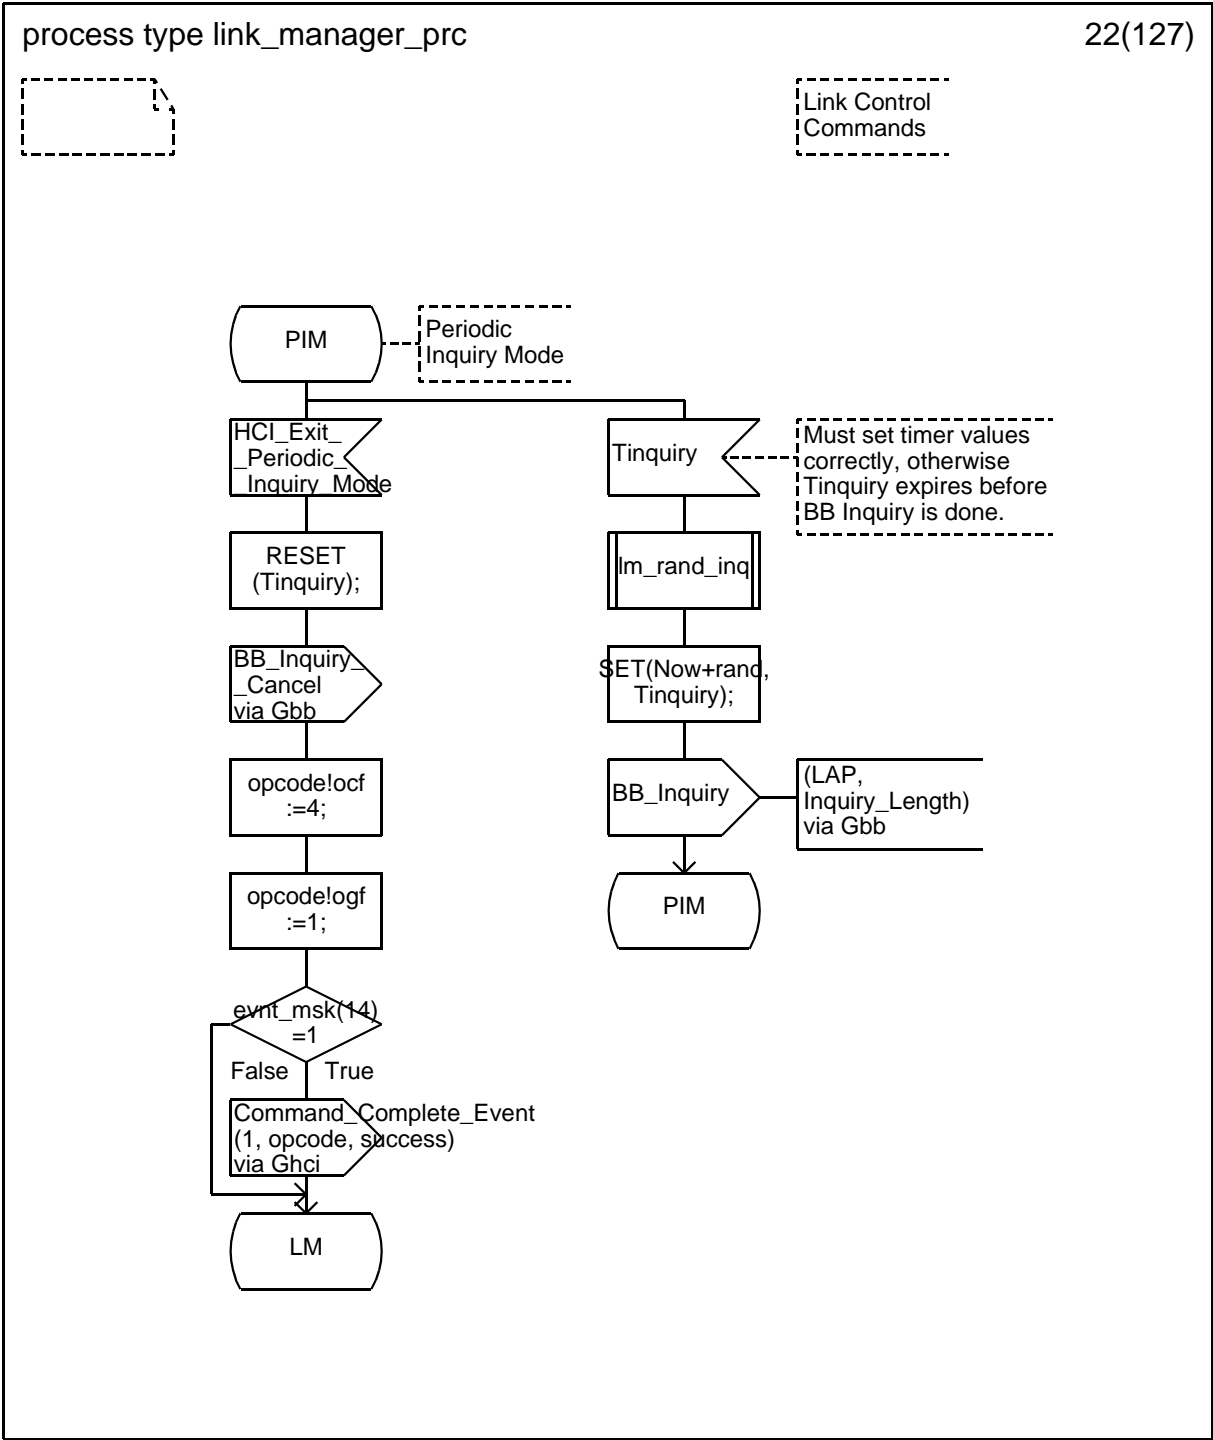 process type link_manager_prc
22(127)
Link Control
Commands
PIM
Periodic
Inquiry Mode
HCI_Exit_
_Periodic_
_Inquiry_Mode
RESET
(Tinquiry);
BB_Inquiry_
_Cancel
via Gbb
opcode!ocf
:=4;
opcode!ogf
:=1;
evnt_msk(14)
=1
False
True
Command_Complete_Event
(1, opcode, success)
via Ghci
LM
Tinquiry
Must set timer values
correctly, otherwise
Tinquiry expires before
BB Inquiry is done.
lm_rand_inq
SET(Now+rand,
Tinquiry);
BB_Inquiry
(LAP,
Inquiry_Length)
via Gbb
PIM